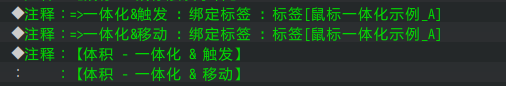 ◆注释：=>一体化&触发 : 绑定标签 : 标签[鼠标一体化示例_A]
◆注释：=>一体化&移动 : 绑定标签 : 标签[鼠标一体化示例_A]
◆注释：【体积 - 一体化 & 触发】
：　　：【体积 - 一体化 & 移动】